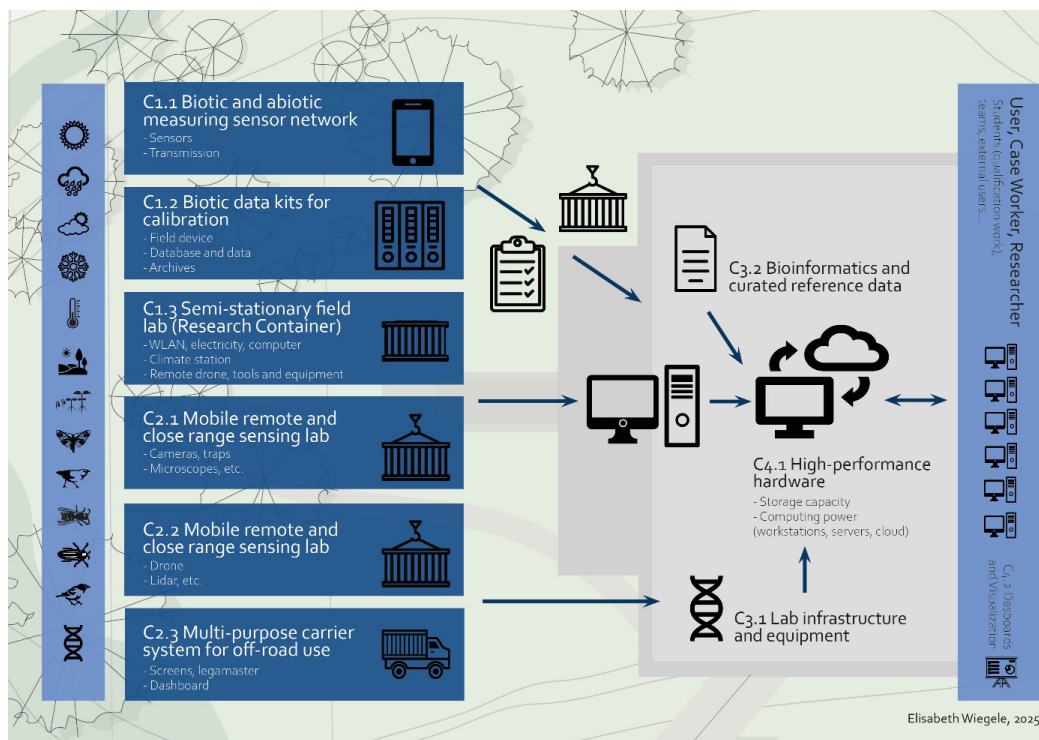 C1.1 Biotic and abiotic
measuring sensor network
- Sensors
- Transmission
C1.2 Biotic data kits for
calibration
- Field device
- Database and data
- Archives
C1.3 Semi-stationary field
lab (Research Container)
- WLAN, electricity, computer
- Climate station
- Remote drone, tools and equipment
C2.1 Mobile remote and
close range sensing lab
- Cameras, traps
- Microscopes, etc.
C2.2 Mobile remote and
close range sensing lab
- Drone
- Lidar, etc.
C2.3 Multi-purpose carrier
system for off-road use
- Screens, legamaster
- Dashboard
C3.2 Bioinformatics and
curated reference data
C4.1 High-performance
hardware
- Storage capacity
- Computing power
(workstations, servers, cloud)
C3.1 Lab infrastructure
and equipment
User, Case Worker, Researcher
Students (qualification work),
teams, external users...
C4.2 Dasboards
and Visualization
Elisabeth Wiegele, 2025